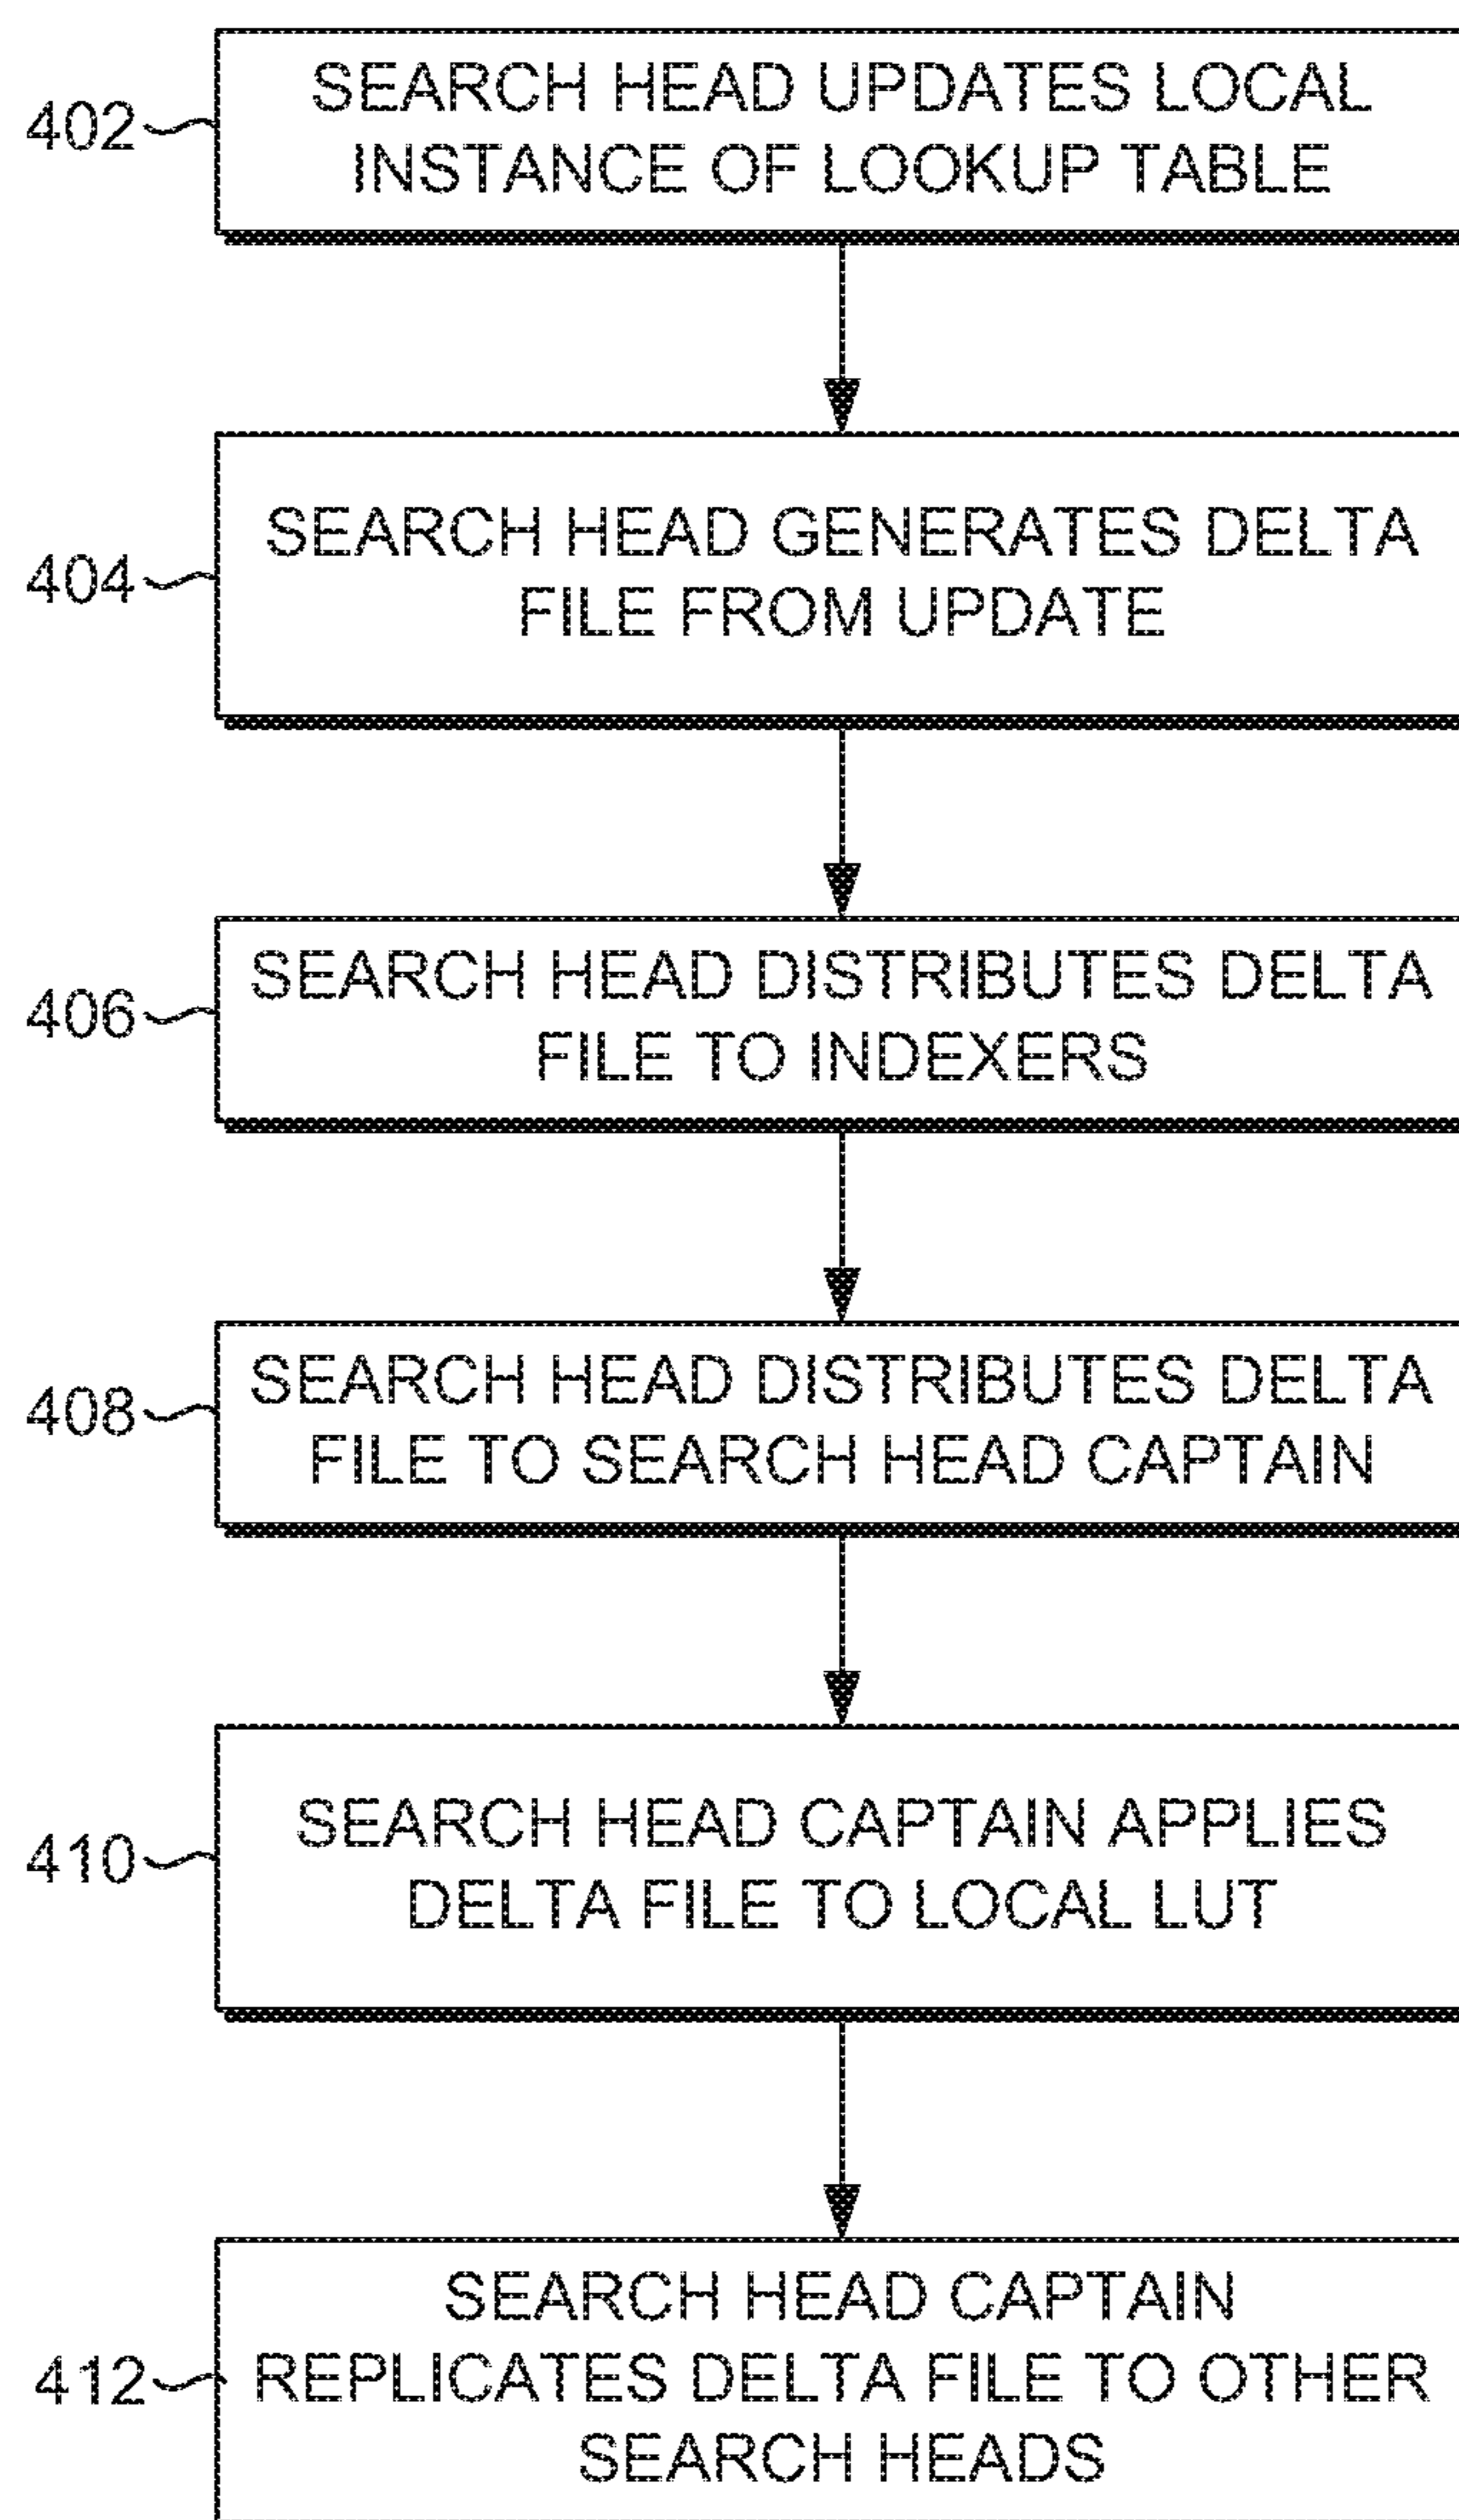 402
SEARCH HEAD UPDATES LOCAL
INSTANCE OF LOOKUP TABLE
404
SEARCH HEAD GENERATES DELTA
FILE FROM UPDATE
406
SEARCH HEAD DISTRIBUTES DELTA
FILE TO INDEXERS
408
SEARCH HEAD DISTRIBUTES DELTA
FILE TO SEARCH HEAD CAPTAIN
410
SEARCH HEAD CAPTAIN APPLIES
DELTA FILE TO LOCAL LUT
412
SEARCH HEAD CAPTAIN
REPLICATES DELTA FILE TO OTHER
SEARCH HEADS